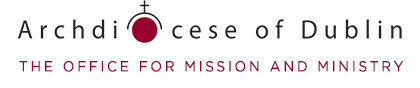 Archdiocese of Dublin
THE OFFICE FOR MISSION AND MINISTRY